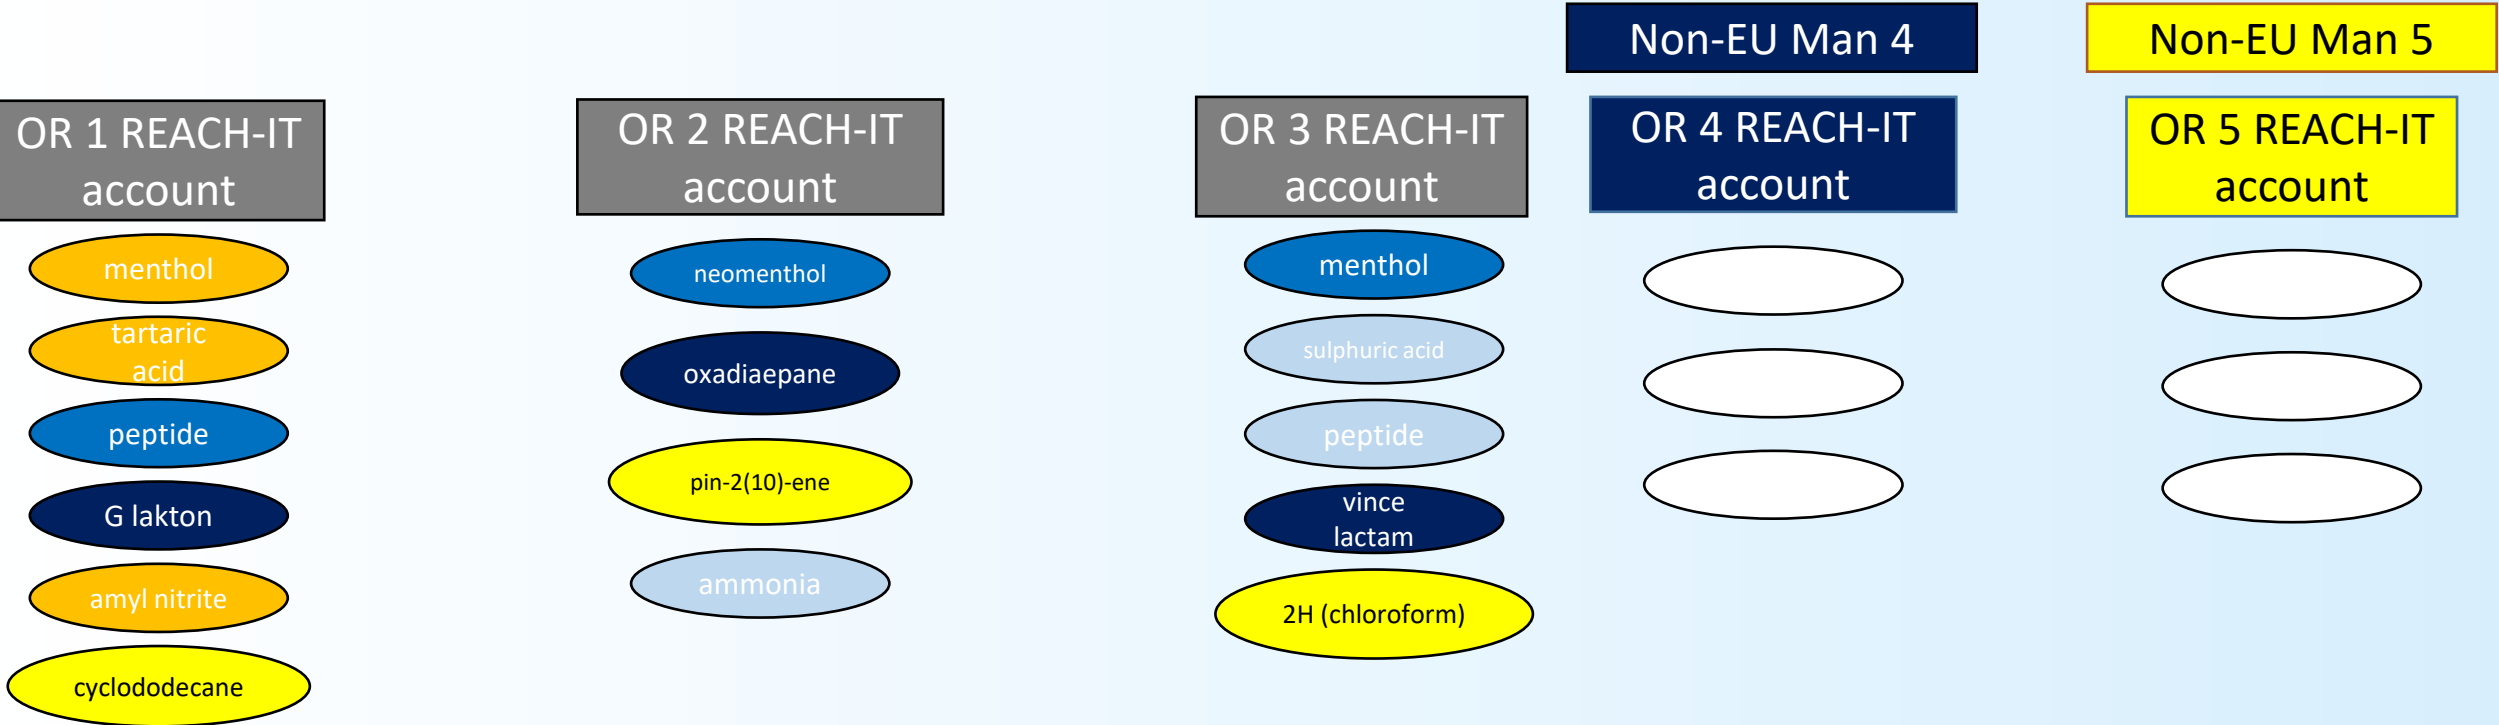 Non-EU Man 4
Non-EU Man 5
OR 1 REACH-IT
account
menthol
tartaric
acid
peptide
G lakton
amyl nitrite
cyclododecane
OR 2 REACH-IT
account
neomenthol
oxadiaepane
pin-2(10)-ene
ammonia
OR 3 REACH-IT
account
menthol
sulphuric acid
peptide
vince
lactam
2H (chloroform)
OR 4 REACH-IT
account
OR 5 REACH-IT
account